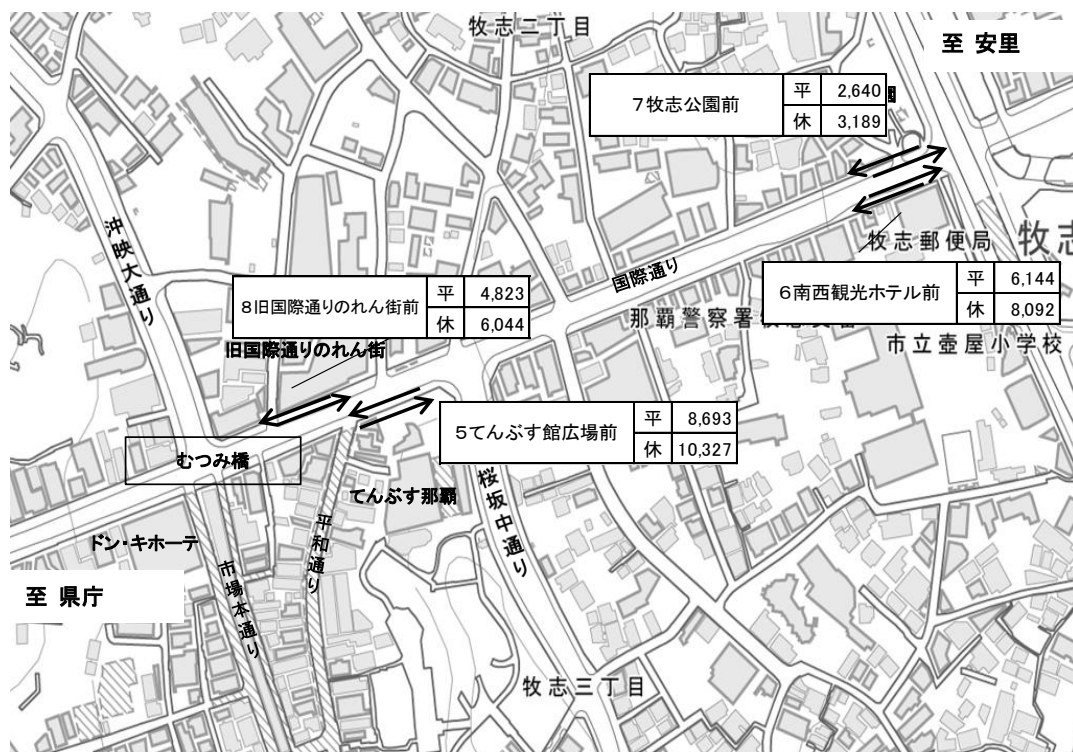 牧志二丁目
至 安里
7牧志公園前
平 2,640
休 3,189
沖映大通り
牧志郵便局
牧志
国際通り
6南西観光ホテル前
平 6,144
休 8,092
8旧国際通りのれん街前
平 4,823
休 6,044
那覇警察署
市立壺屋小学校
旧国際通りのれん街
5てんぶす館広場前
平 8,693
休 10,327
むつみ橋
てんぶす那覇
桜坂中通り
平和通り
ドン・キホーテ
市場本通り
至 県庁
牧志三丁目